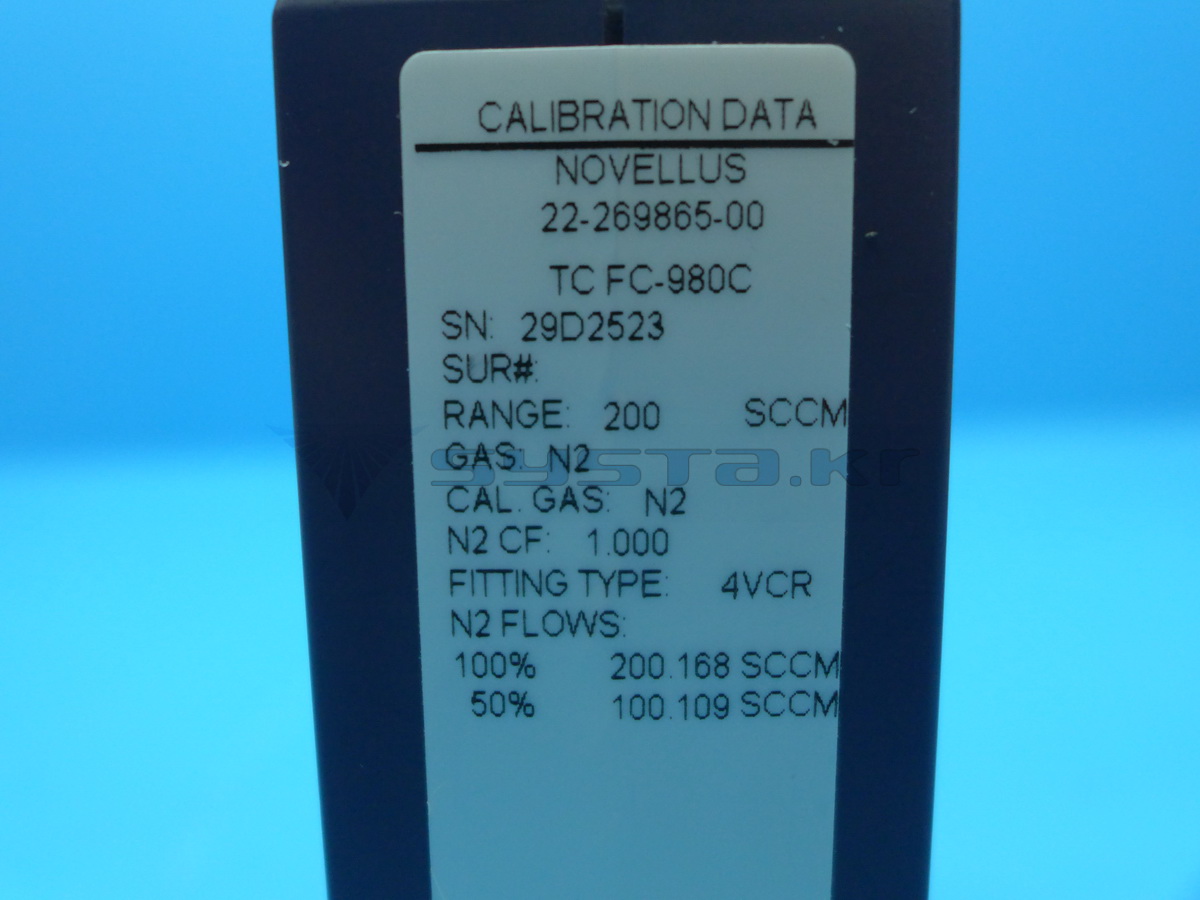 CALIBRATION DATA
NOVELLUS
22-269865-00
TC FC-980C
SN: 29D2523
SUR#:
RANGE: 200 SCCM
GAS: N2
systa.kr
CAL. GAS: N2
N2 CF: 1.000
FITTING TYPE: 4VCR
N2 FLOWS:
100% 200.168 SCCM
50% 100.109 SCCM